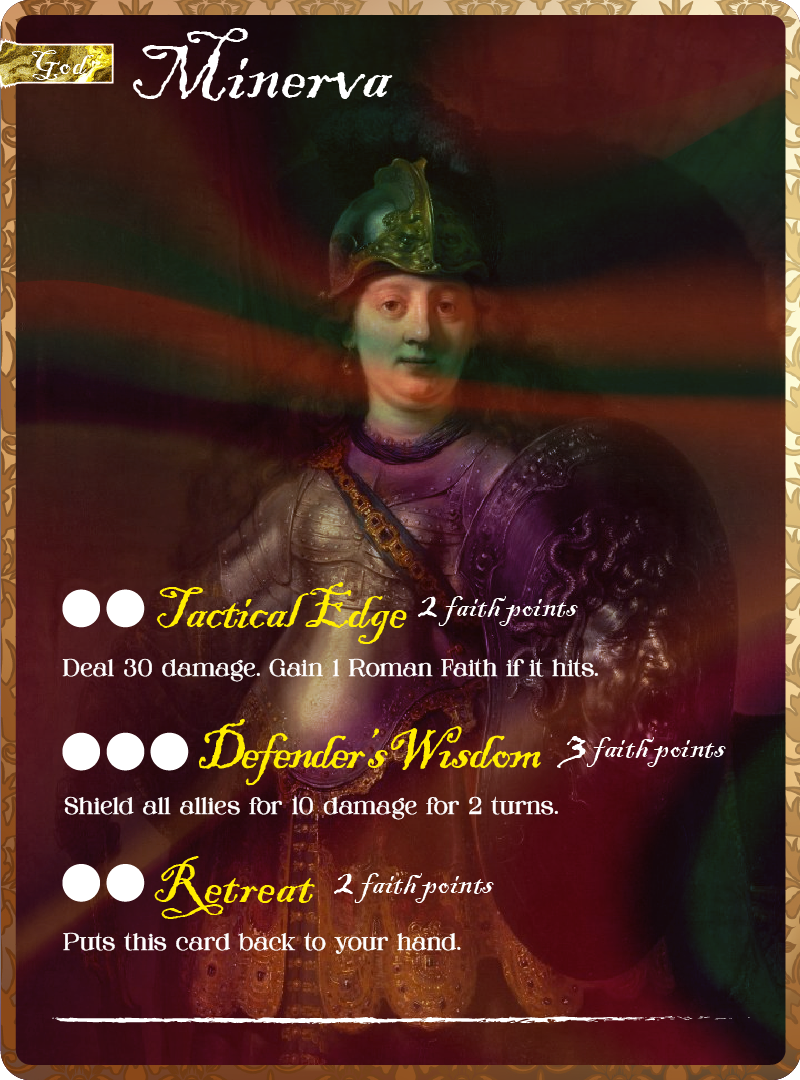 Gods
Minerva
Tactical Edge 2 faith points
Deal 30 damage. Gain 1 Roman Faith if it hits.
Defender's Wisdom 3 faith points
Shield all allies for 10 damage for 2 turns.
Retreat 2 faith points
Puts this card back to your hand.